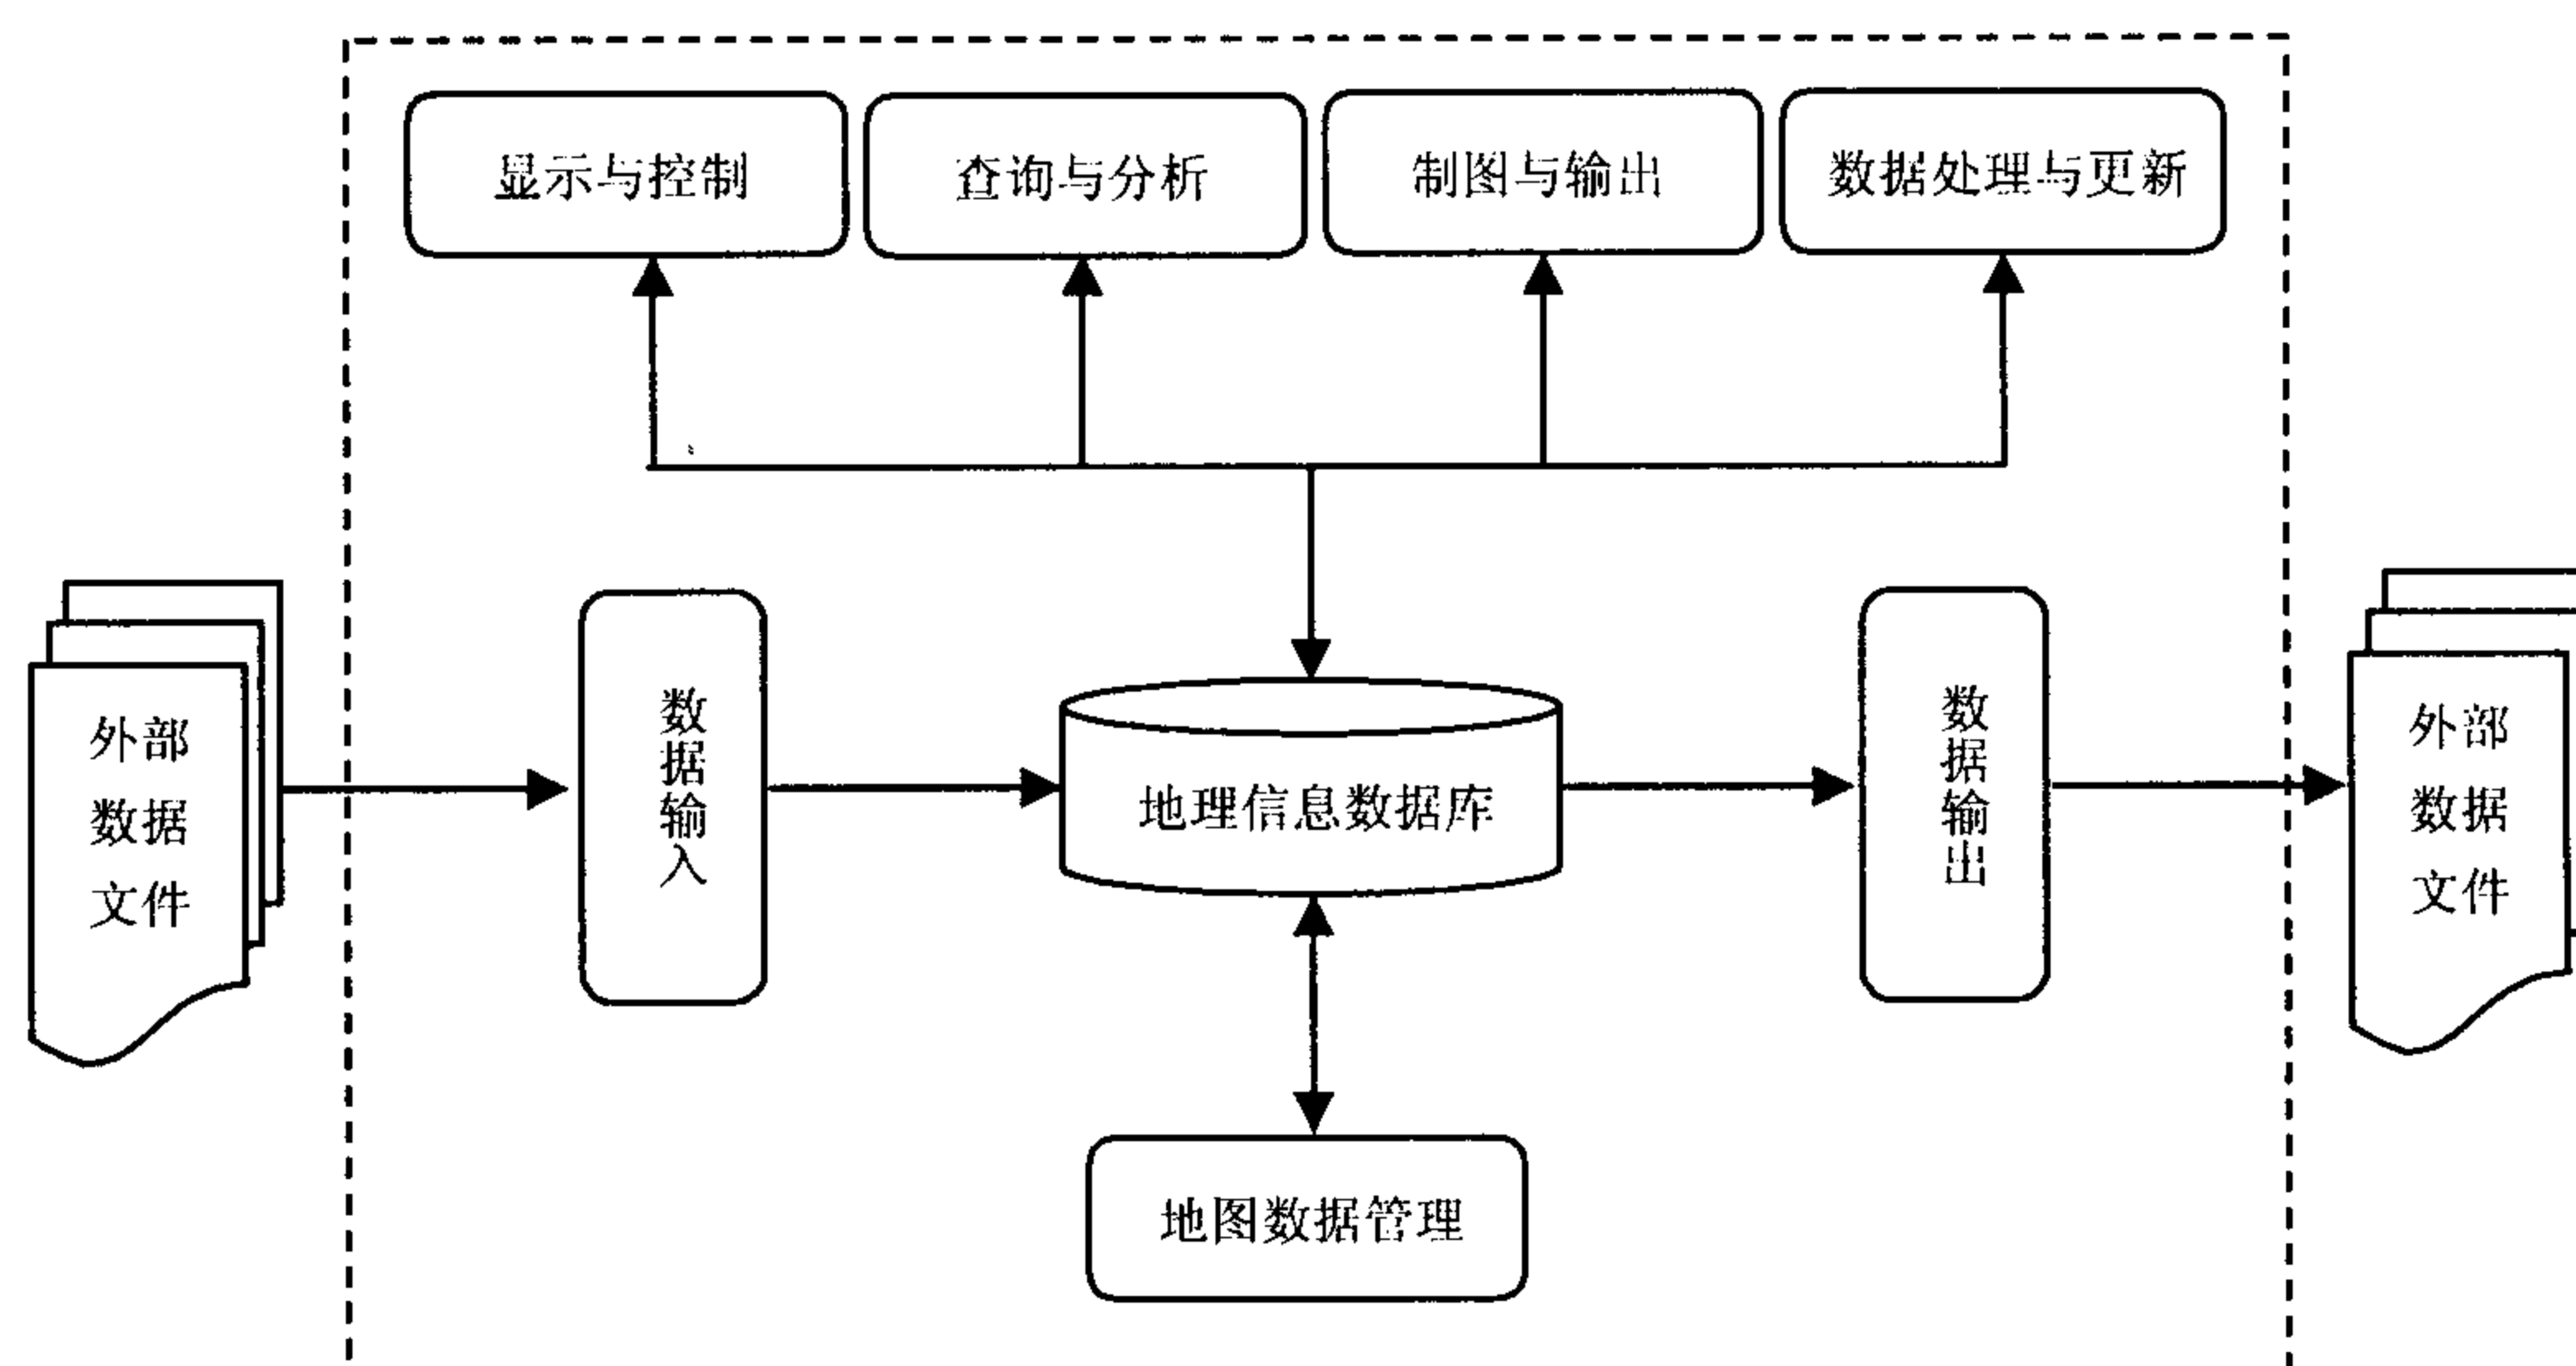 显示与控制
查询与分析
制图与输出
数据处理与更新
外部
数据
文件
数据输入
地理信息数据库
数据输出
外部
数据
文件
地图数据管理